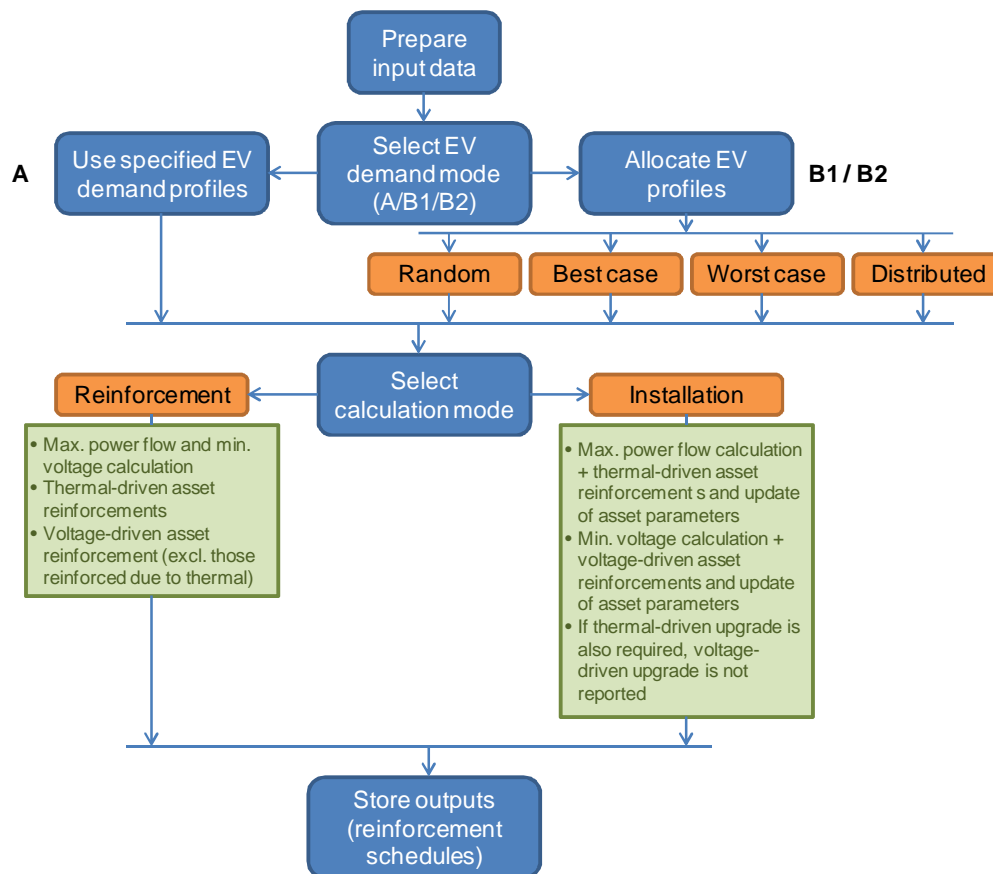 Prepare
input data
A
Use specified EV
demand profiles
Select EV
demand mode
(A/B1/B2)
Allocate EV
profiles
B1 / B2
Random
Best case
Worst case
Distributed
Select
calculation mode
Reinforcement
Installation
• Max. power flow and min.
voltage calculation
• Thermal-driven asset
reinforcements
• Voltage-driven asset
reinforcement (excl. those
reinforced due to thermal)
• Max. power flow calculation
+ thermal-driven asset
reinforcement s and update
of asset parameters
• Min. voltage calculation +
voltage-driven asset
reinforcements and update
of asset parameters
• If thermal-driven upgrade is
also required, voltage-
driven upgrade is not
reported
Store outputs
(reinforcement
schedules)